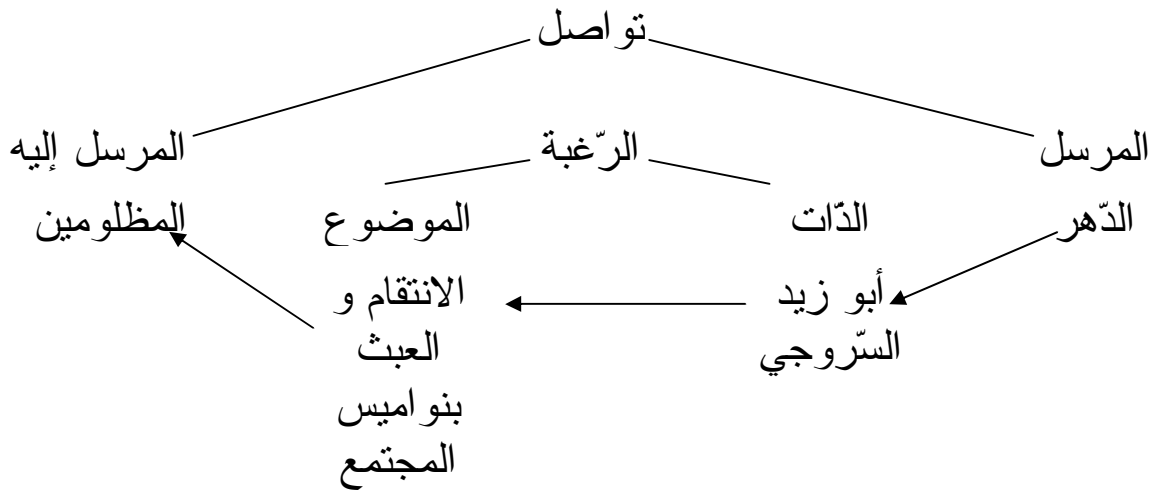 تواصل
المرسل الرّغبة المرسل إليه
الدّهر الذّات الموضوع المظلومين
أبو زيد الانتقام و
السّروجي العبث
بنواميس
المجتمع